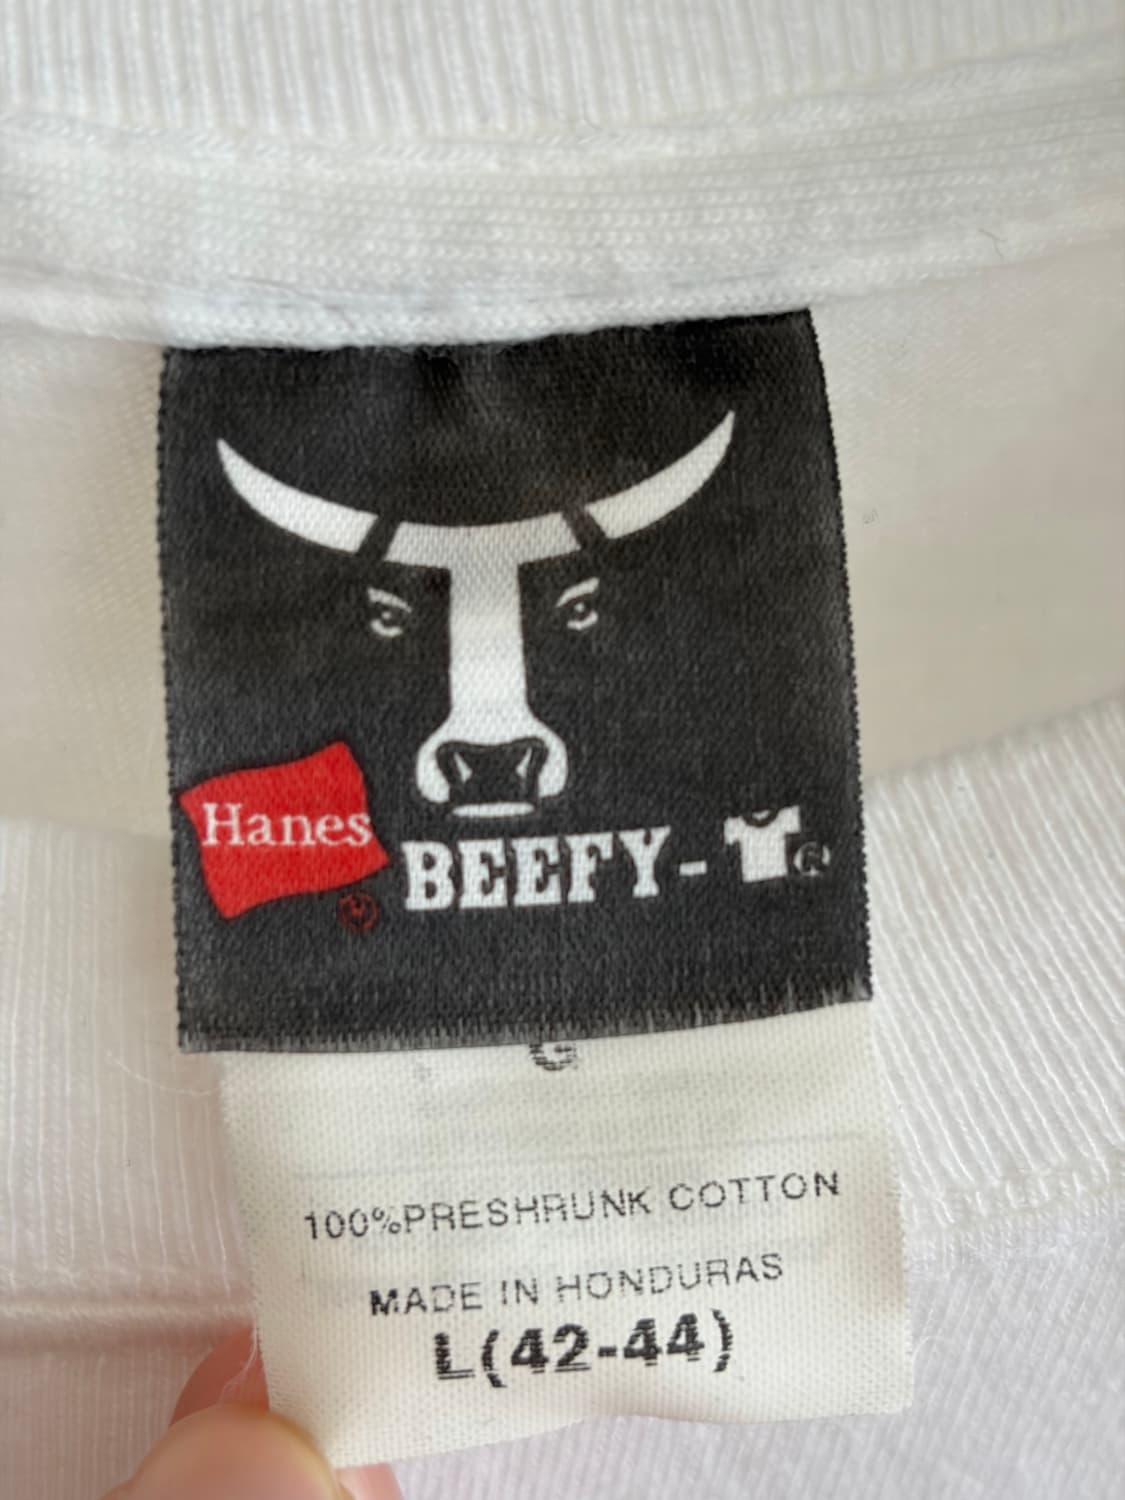 Hanes
®
BEEFY-
®
G
100%PRESHRUNK COTTON
MADE IN HONDURAS
L(42-44)